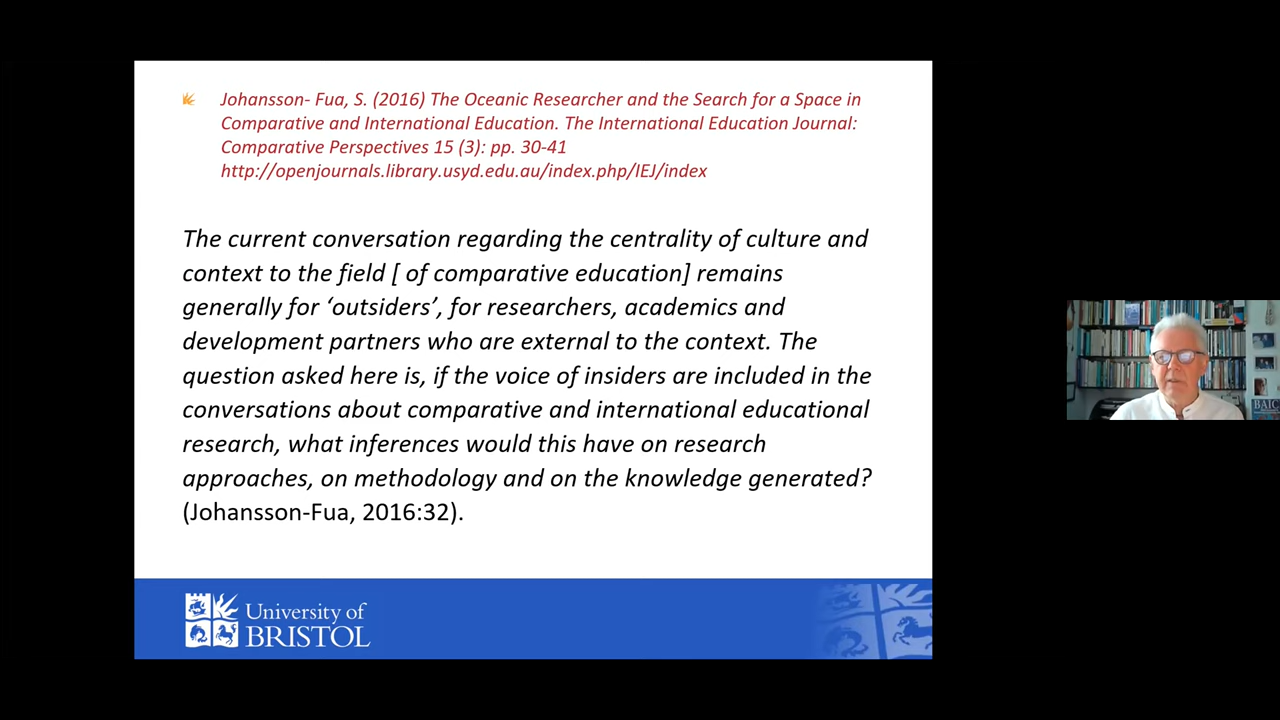 Johansson- Fua, S. (2016) The Oceanic Researcher and the Search for a Space in
Comparative and International Education. The International Education Journal:
Comparative Perspectives 15 (3): pp. 30-41
http://openjournals.library.usyd.edu.au/index.php/IEJ/index
The current conversation regarding the centrality of culture and
context to the field [ of comparative education] remains
generally for ‘outsiders’, for researchers, academics and
development partners who are external to the context. The
question asked here is, if the voice of insiders are included in the
conversations about comparative and international educational
research, what inferences would this have on research
approaches, on methodology and on the knowledge generated?
(Johansson-Fua, 2016:32).
University of
BRISTOL
BAIC